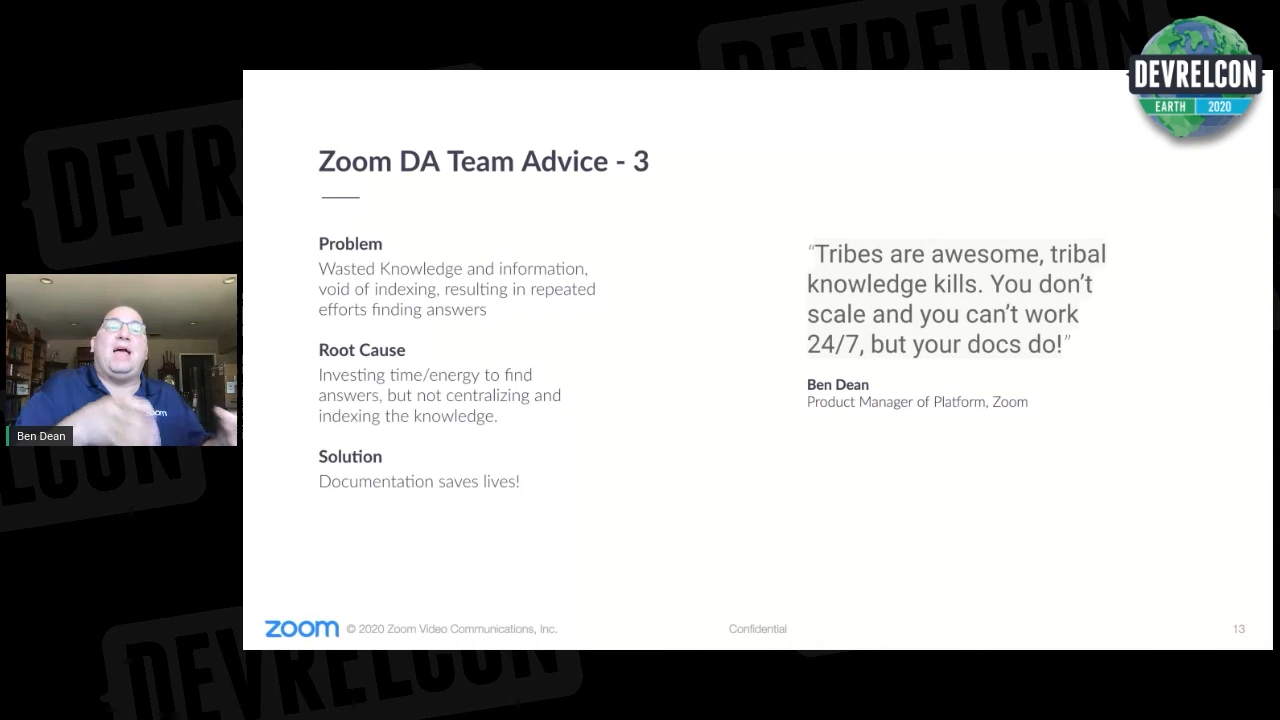 DEVRELCON
EARTH 2020
Zoom DA Team Advice - 3
Problem
Wasted Knowledge and information,
void of indexing, resulting in repeated
efforts finding answers
Root Cause
Investing time/energy to find
answers, but not centralizing and
indexing the knowledge.
Solution
Documentation saves lives!
“Tribes are awesome, tribal
knowledge kills. You don’t
scale and you can’t work
24/7, but your docs do!”
Ben Dean
Product Manager of Platform, Zoom
Ben Dean
zoom © 2020 Zoom Video Communications, Inc. Confidential 13
DEVRELCON